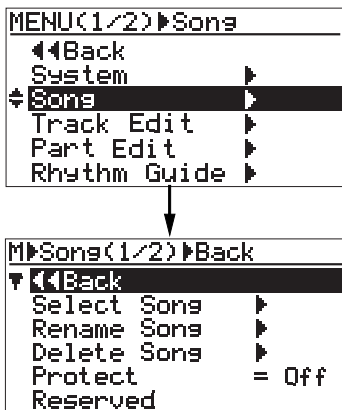 MENU(1/2)▶Song
◀◀Back
System ▶
Song ▶
Track Edit ▶
Part Edit ▶
Rhythm Guide ▶
M▶Song(1/2)▶Back
◀◀Back
Select Song ▶
Rename Song ▶
Delete Song ▶
Protect = Off
Reserved